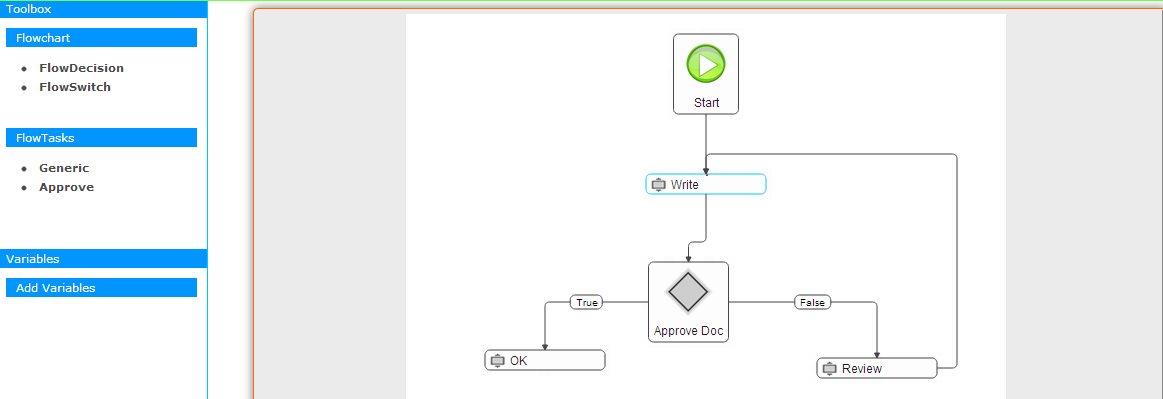 Toolbox
Flowchart
FlowDecision
FlowSwitch
FlowTasks
Generic
Approve
Variables
Add Variables
Start
Write
Approve Doc
True
False
OK
Review